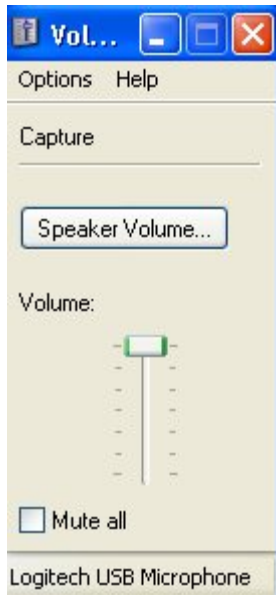 Vol...
Options Help
Capture
Speaker Volume...
Volume:
Mute all
Logitech USB Microphone